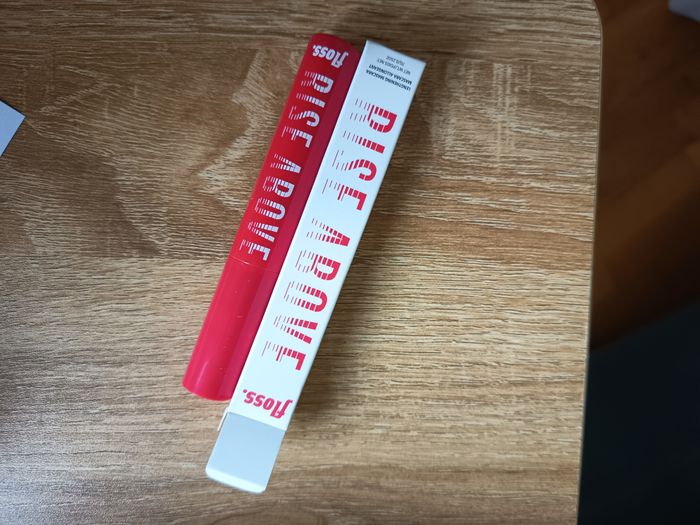 floss.
RISE ABOVE
LENGTHENING MASCARA
MASCARA ALLONGEANT
RISE ABOVE
floss.